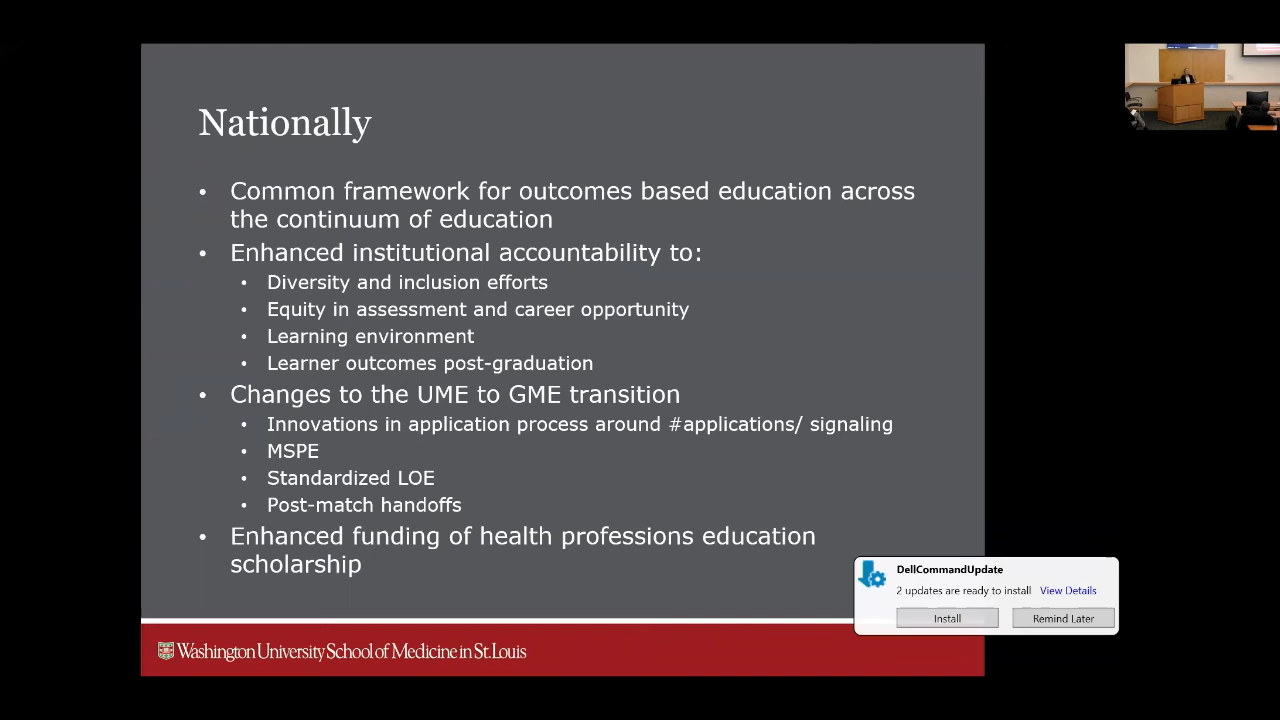 Nationally
• Common framework for outcomes based education across
the continuum of education
• Enhanced institutional accountability to:
• Diversity and inclusion efforts
• Equity in assessment and career opportunity
• Learning environment
• Learner outcomes post-graduation
• Changes to the UME to GME transition
• Innovations in application process around #applications/ signaling
• MSPE
• Standardized LOE
• Post-match handoffs
• Enhanced funding of health professions education
scholarship
DellCommandUpdate
2 updates are ready to install View Details
Install Remind Later
Washington University School of Medicine in St. Louis